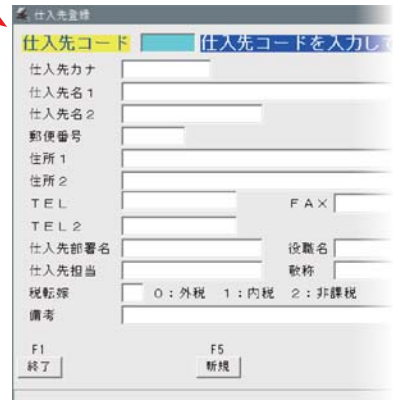 仕入先登録
仕入先コード 仕入先コードを入力して
仕入先カナ
仕入先名1
仕入先名2
郵便番号
住所1
住所2
TEL FAX
TEL2
仕入先部署名 役職名
仕入先担当 敬称
税転嫁 0:外税 1:内税 2:非課税
備考
F1 F5
終了 新規